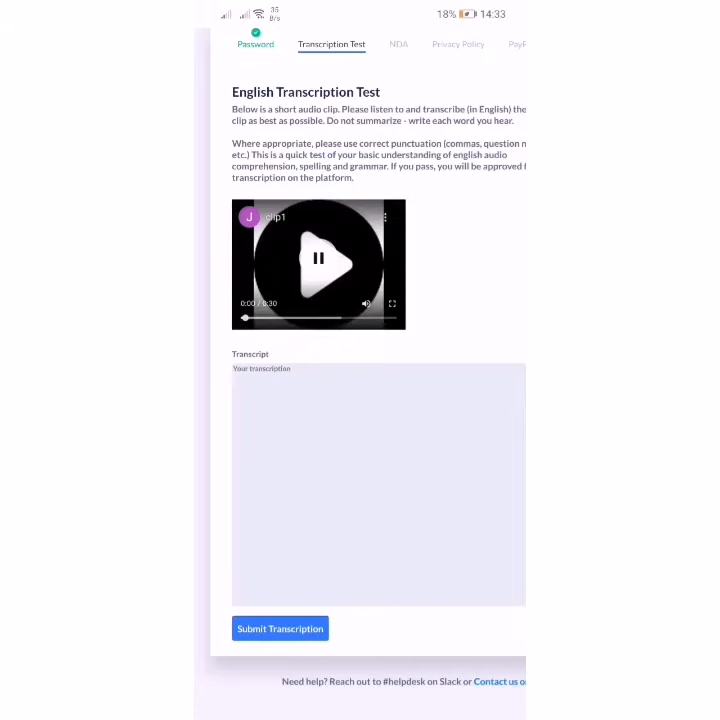 35
B/s
18%
14:33
Password
Transcription Test
NDA
Privacy Policy
PayP
English Transcription Test
Below is a short audio clip. Please listen to and transcribe (in English) the
clip as best as possible. Do not summarize - write each word you hear.
Where appropriate, please use correct punctuation (commas, question n
etc.) This is a quick test of your basic understanding of english audio
comprehension, spelling and grammar. If you pass, you will be approved f
transcription on the platform.
J
clip1
0:00 / 0:30
Transcript
Your transcription
Submit Transcription
Need help? Reach out to #helpdesk on Slack or Contact us o